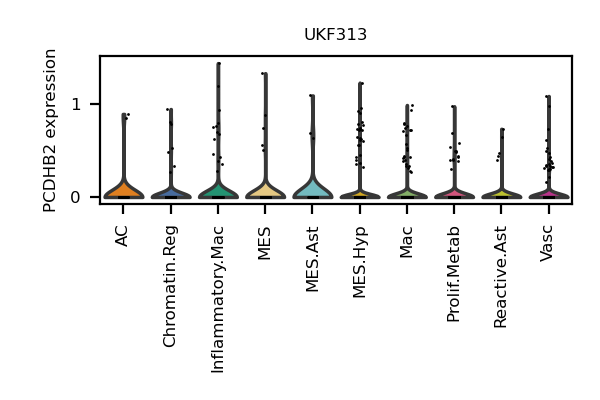 UKF313
PCDHB2 expression
1
0
AC
Chromatin.Reg
Inflammatory.Mac
MES
MES.Ast
MES.Hyp
Mac
Prolif.Metab
Reactive.Ast
Vasc